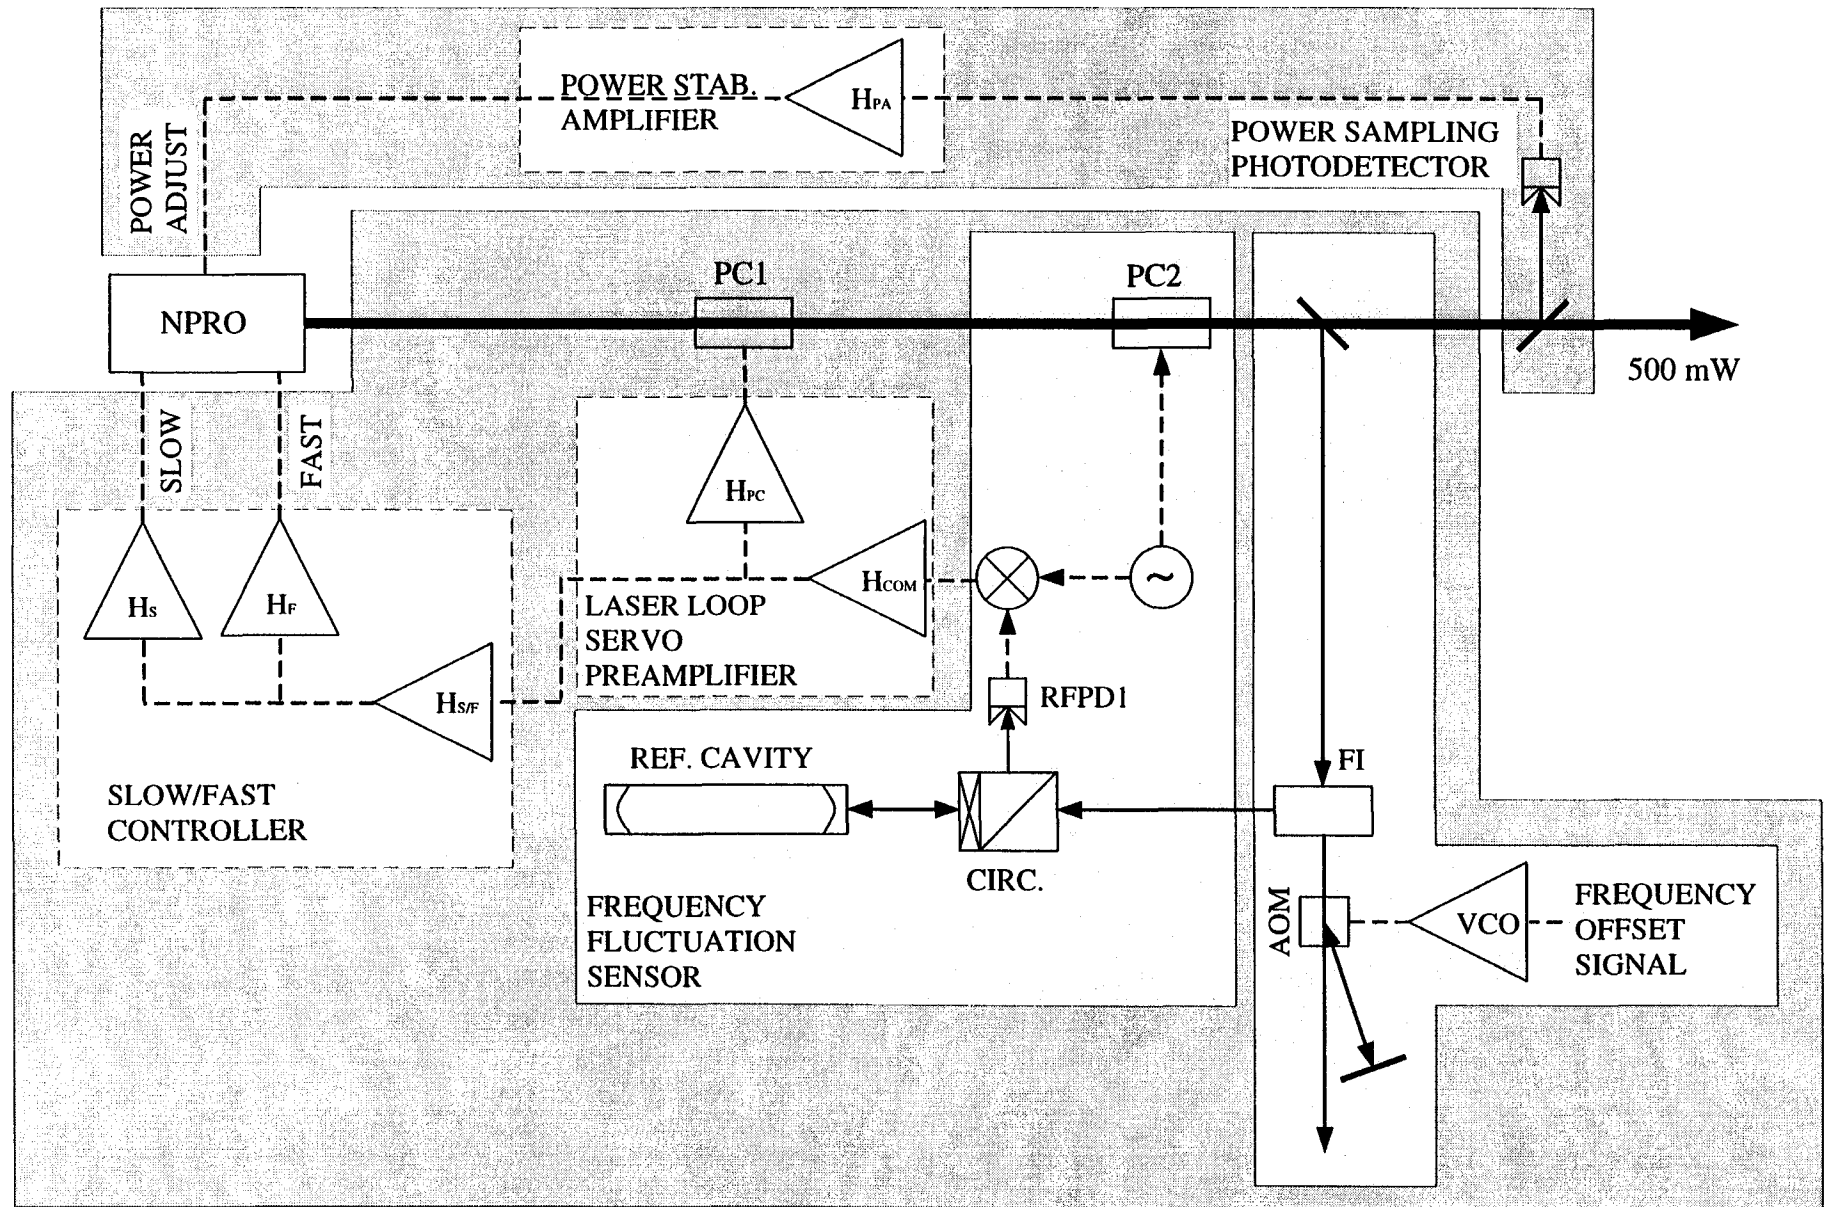 POWER STAB.
AMPLIFIER
HPA
POWER SAMPLING
PHOTODETECTOR
POWER
ADJUST
NPRO
PC1
PC2
500 mW
SLOW
FAST
HPC
HS
HF
HCOM
~
LASER LOOP
SERVO
PREAMPLIFIER
HS/F
RFPD1
SLOW/FAST
CONTROLLER
REF. CAVITY
FI
CIRC.
FREQUENCY
FLUCTUATION
SENSOR
AOM
VCO
FREQUENCY
OFFSET
SIGNAL